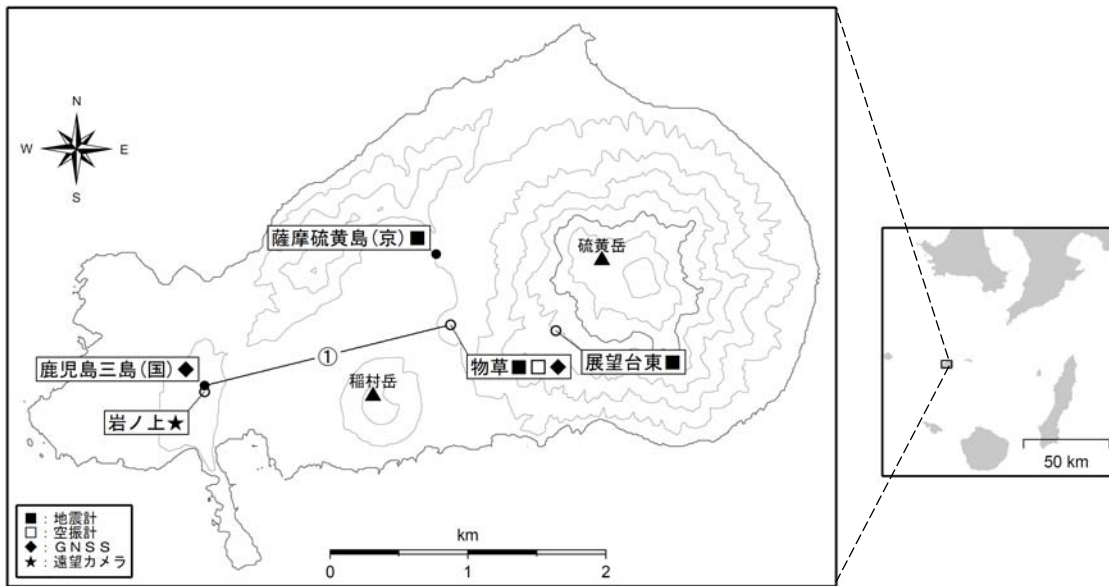 N
W
E
S
薩摩硫黄島(京)■
硫黄岳
①
鹿児島三島(国)◆
物草■□◆
展望台東■
稲村岳
岩ノ上★
■：地震計
□：空振計
◆：ＧＮＳＳ
★：遠望カメラ
km
0 1 2
50 km